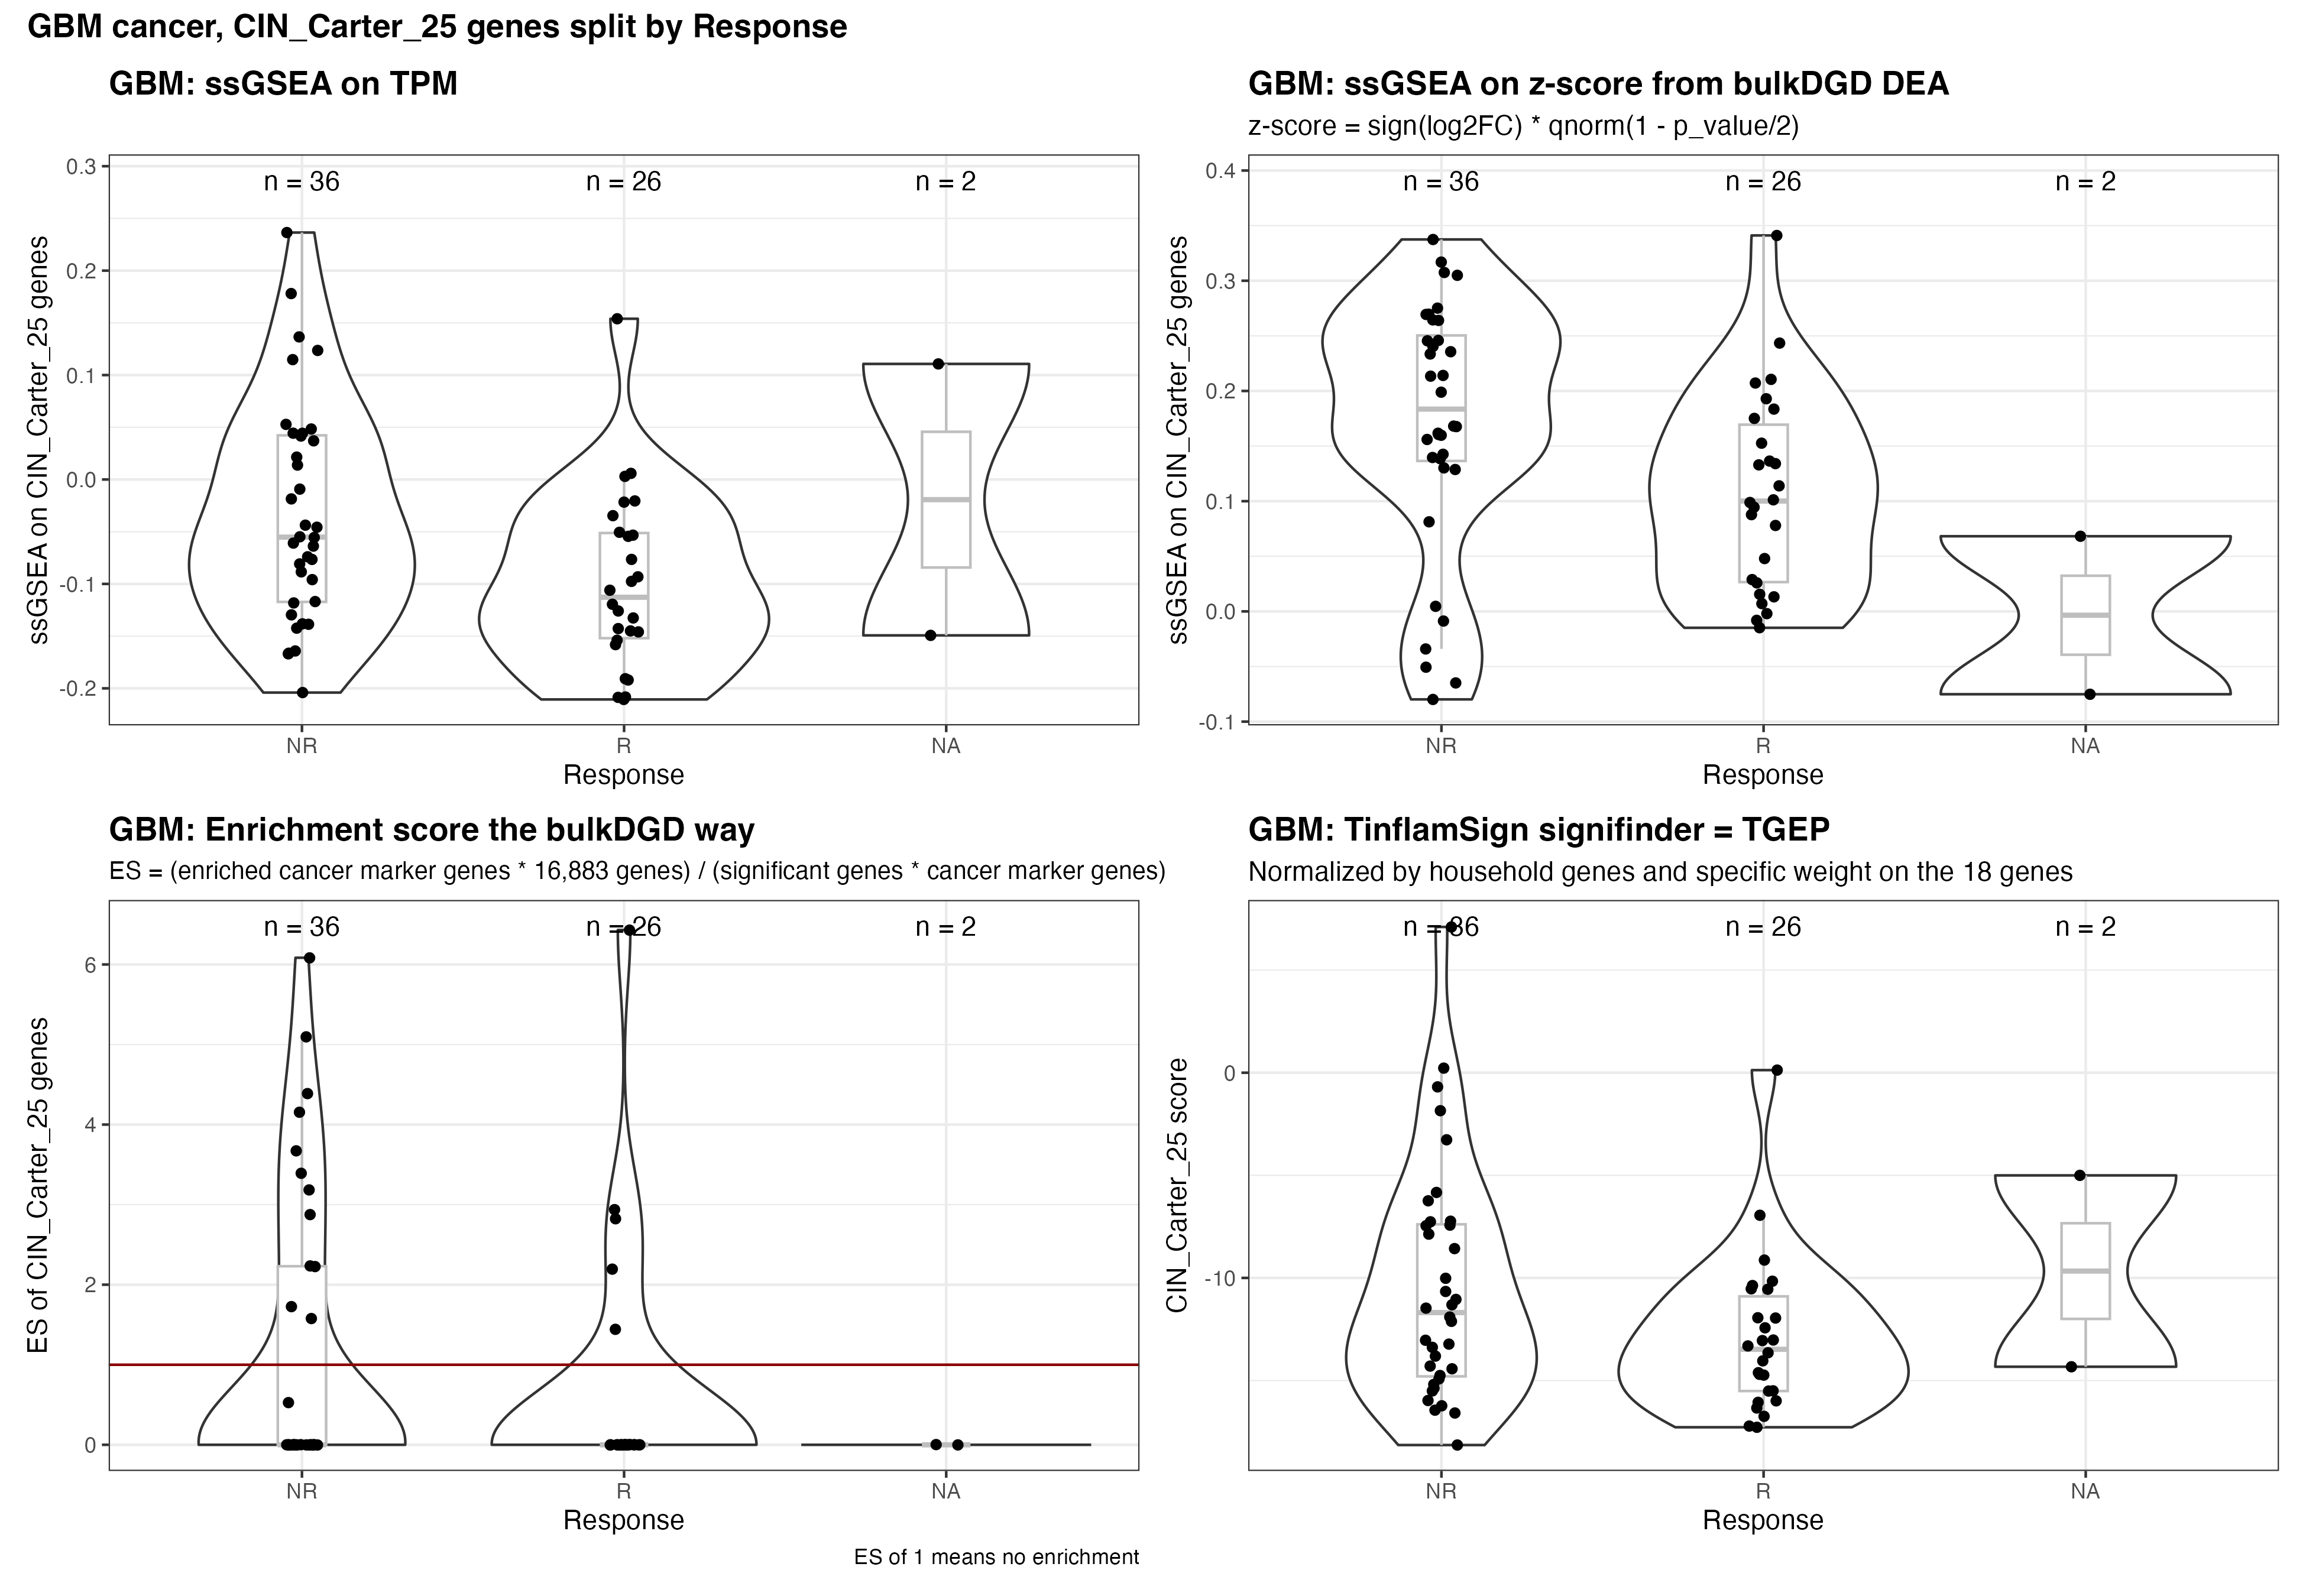 GBM cancer, CIN_Carter_25 genes split by Response
GBM: ssGSEA on TPM
0.3
0.2
0.1
0.0
-0.1
-0.2
ssGSEA on CIN_Carter_25 genes
n = 36
n = 26
n = 2
NR
R
NA
Response
GBM: ssGSEA on z-score from bulkDGD DEA
z-score = sign(log2FC) * qnorm(1 - p_value/2)
0.4
0.3
0.2
0.1
0.0
-0.1
ssGSEA on CIN_Carter_25 genes
n = 36
n = 26
n = 2
NR
R
NA
Response
GBM: Enrichment score the bulkDGD way
ES = (enriched cancer marker genes * 16,883 genes) / (significant genes * cancer marker genes)
6
4
2
0
ES of CIN_Carter_25 genes
n = 36
n = 26
n = 2
NR
R
NA
Response
ES of 1 means no enrichment
GBM: TinflamSign signifinder = TGEP
Normalized by household genes and specific weight on the 18 genes
0
-10
CIN_Carter_25 score
n = 36
n = 26
n = 2
NR
R
NA
Response